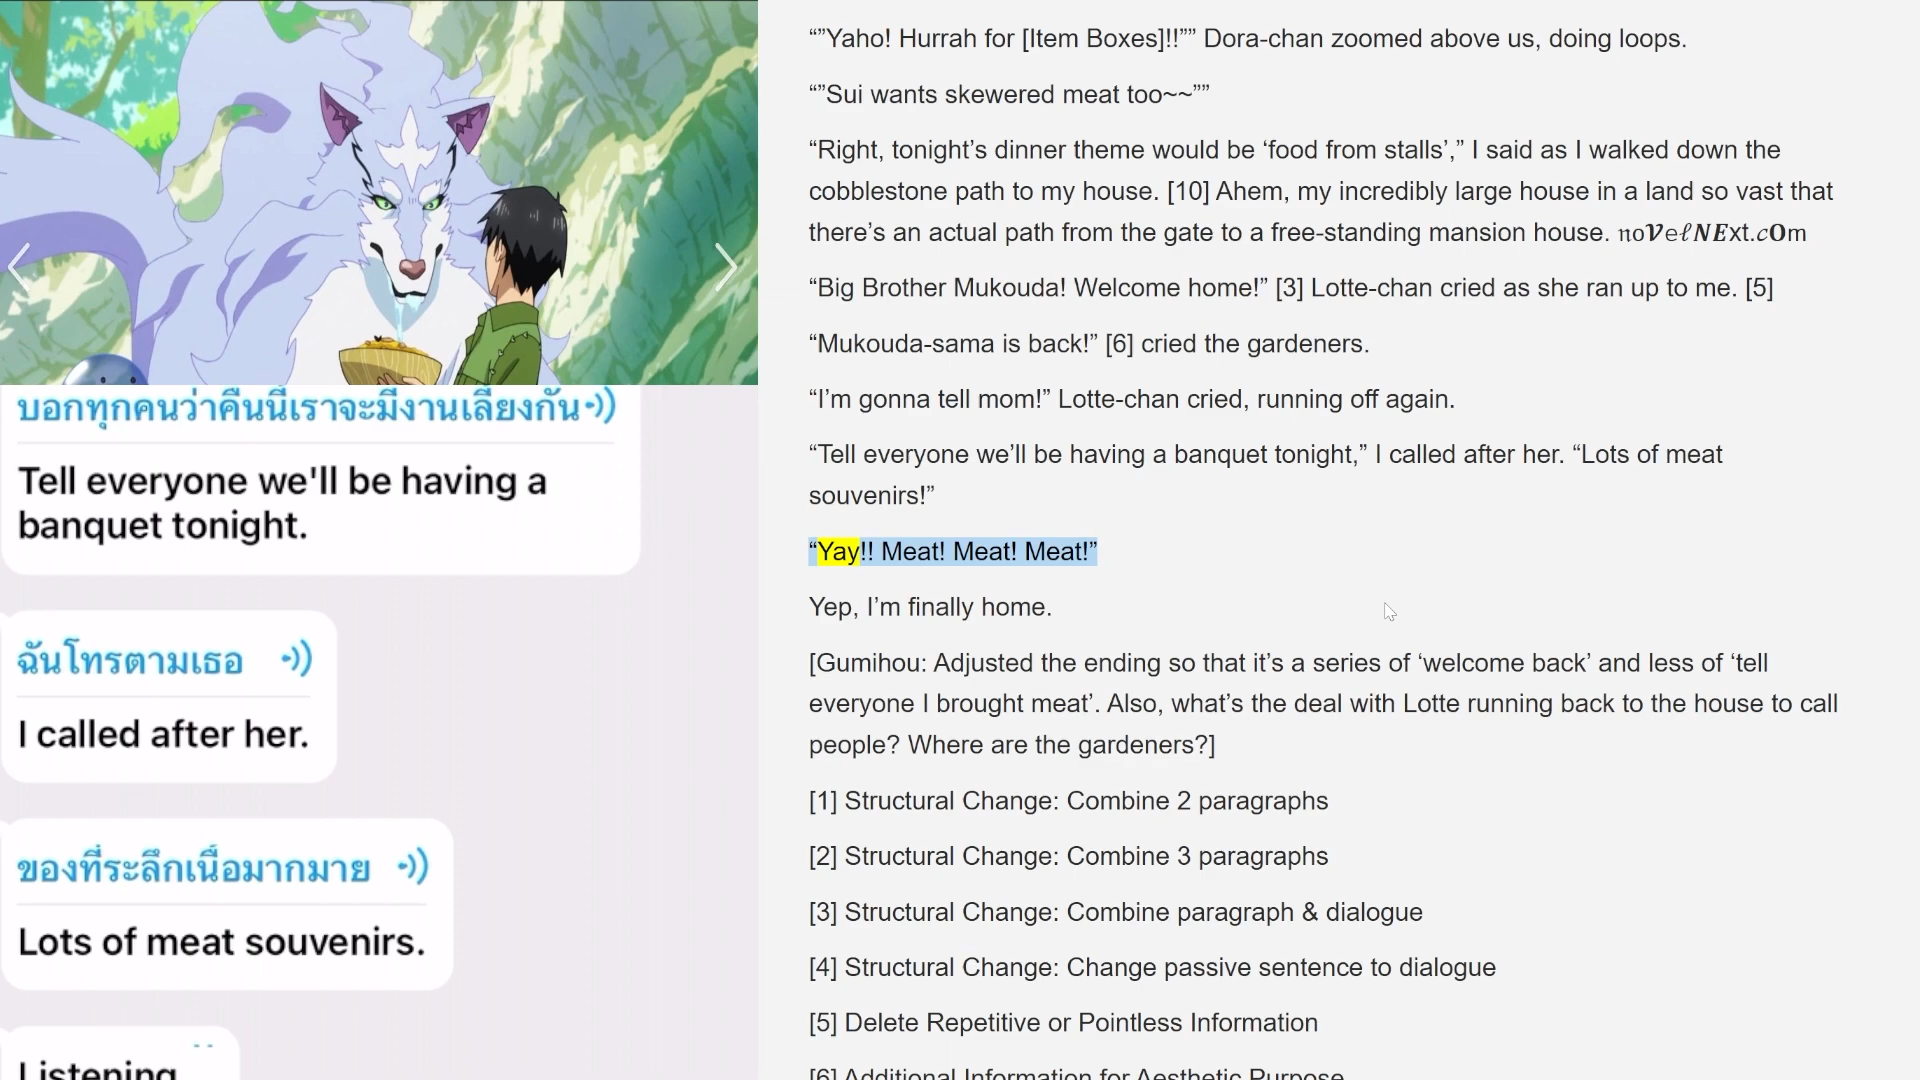 บอกทุกคนว่าคืนนี้เราจะมีงานเลี้ยงกัน
Tell everyone we'll be having a
banquet tonight.
ฉันโทรตามเธอ
I called after her.
ของที่ระลึกเนื้อมากมาย
Lots of meat souvenirs.
Listening
“”Yaho! Hurrah for [Item Boxes]!!”” Dora-chan zoomed above us, doing loops.
“”Sui wants skewered meat too~~””
“Right, tonight’s dinner theme would be ‘food from stalls’,” I said as I walked down the
cobblestone path to my house. [10] Ahem, my incredibly large house in a land so vast that
there’s an actual path from the gate to a free-standing mansion house. 𝔫o𝙑eℓ𝑵𝑬xt.𝑐𝐎m
“Big Brother Mukouda! Welcome home!” [3] Lotte-chan cried as she ran up to me. [5]
“Mukouda-sama is back!” [6] cried the gardeners.
“I’m gonna tell mom!” Lotte-chan cried, running off again.
“Tell everyone we’ll be having a banquet tonight,” I called after her. “Lots of meat
souvenirs!”
“Yay!! Meat! Meat! Meat!”
Yep, I’m finally home.
[Gumihou: Adjusted the ending so that it’s a series of ‘welcome back’ and less of ‘tell
everyone I brought meat’. Also, what’s the deal with Lotte running back to the house to call
people? Where are the gardeners?]
[1] Structural Change: Combine 2 paragraphs
[2] Structural Change: Combine 3 paragraphs
[3] Structural Change: Combine paragraph & dialogue
[4] Structural Change: Change passive sentence to dialogue
[5] Delete Repetitive or Pointless Information
[6] Additional Information for Aesthetic Purpose